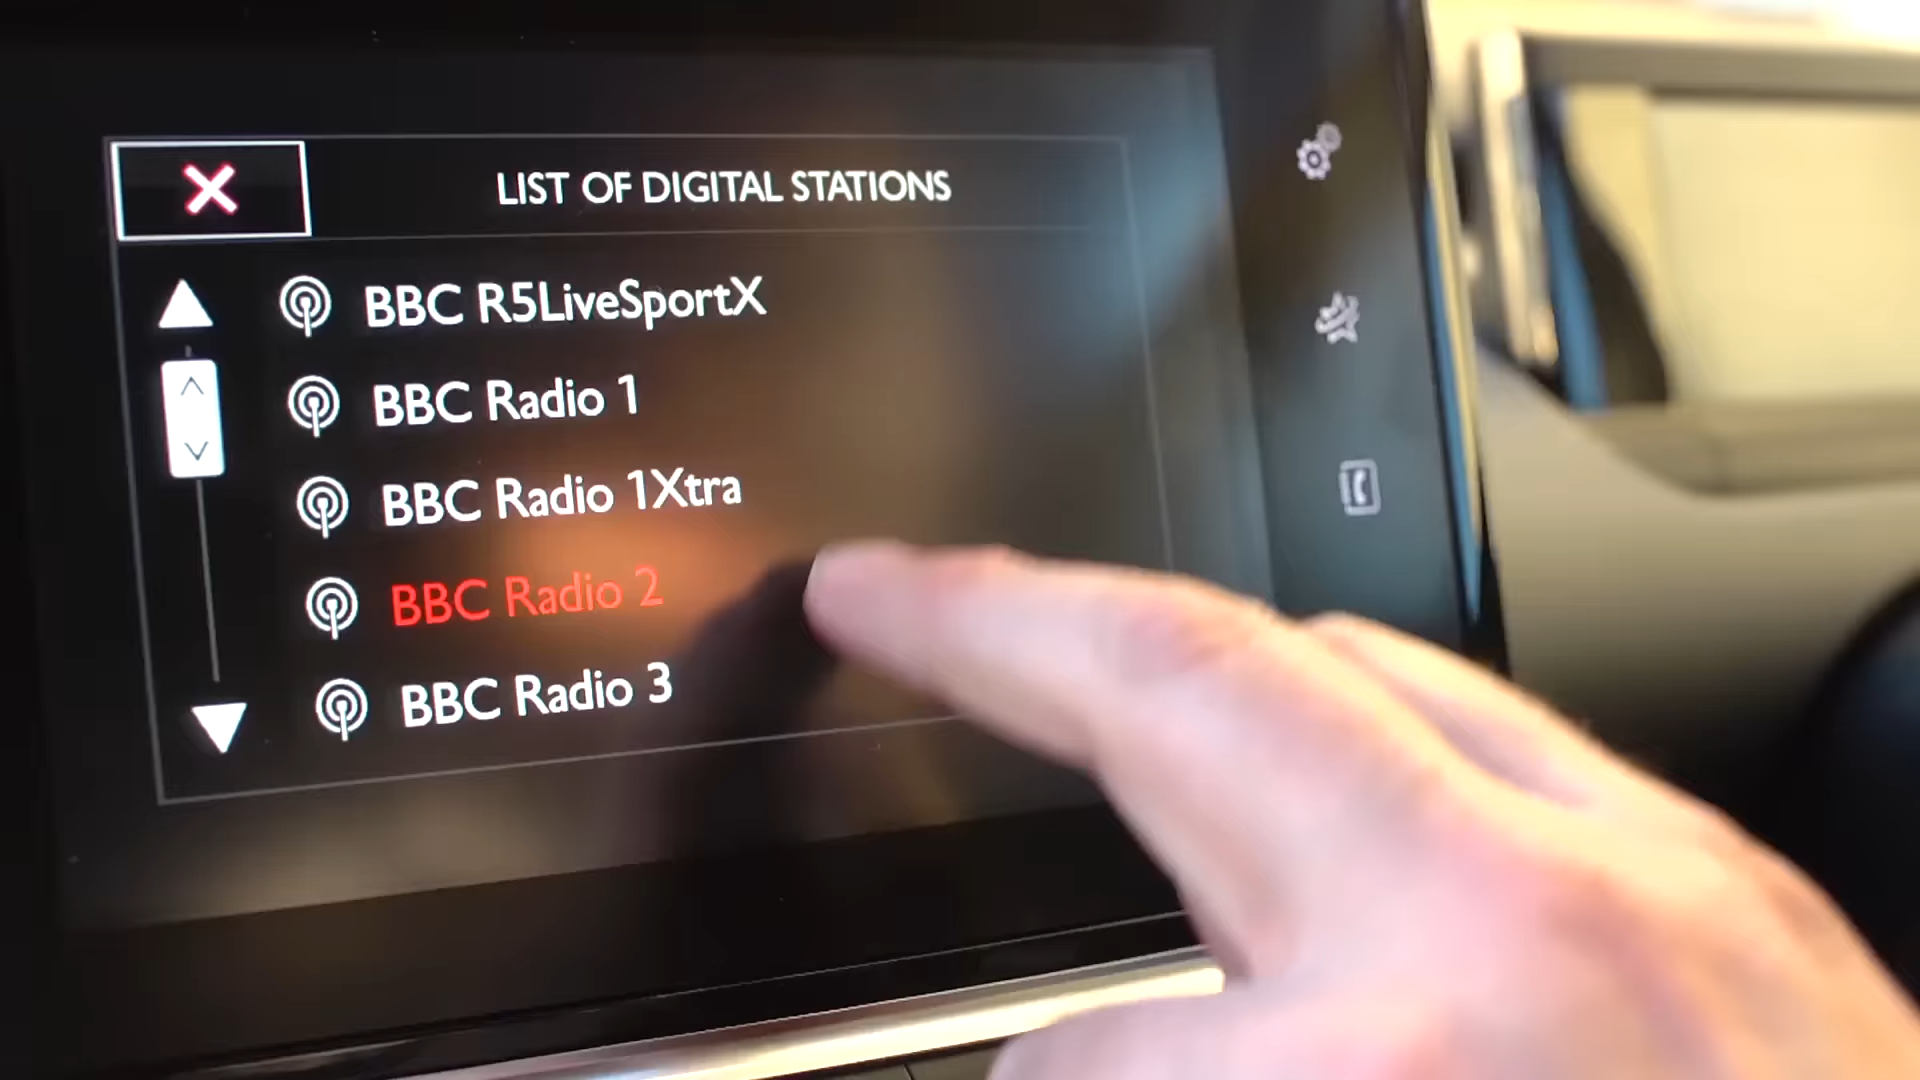 LIST OF DIGITAL STATIONS
BBC R5LiveSportX
BBC Radio 1
BBC Radio 1Xtra
BBC Radio 2
BBC Radio 3